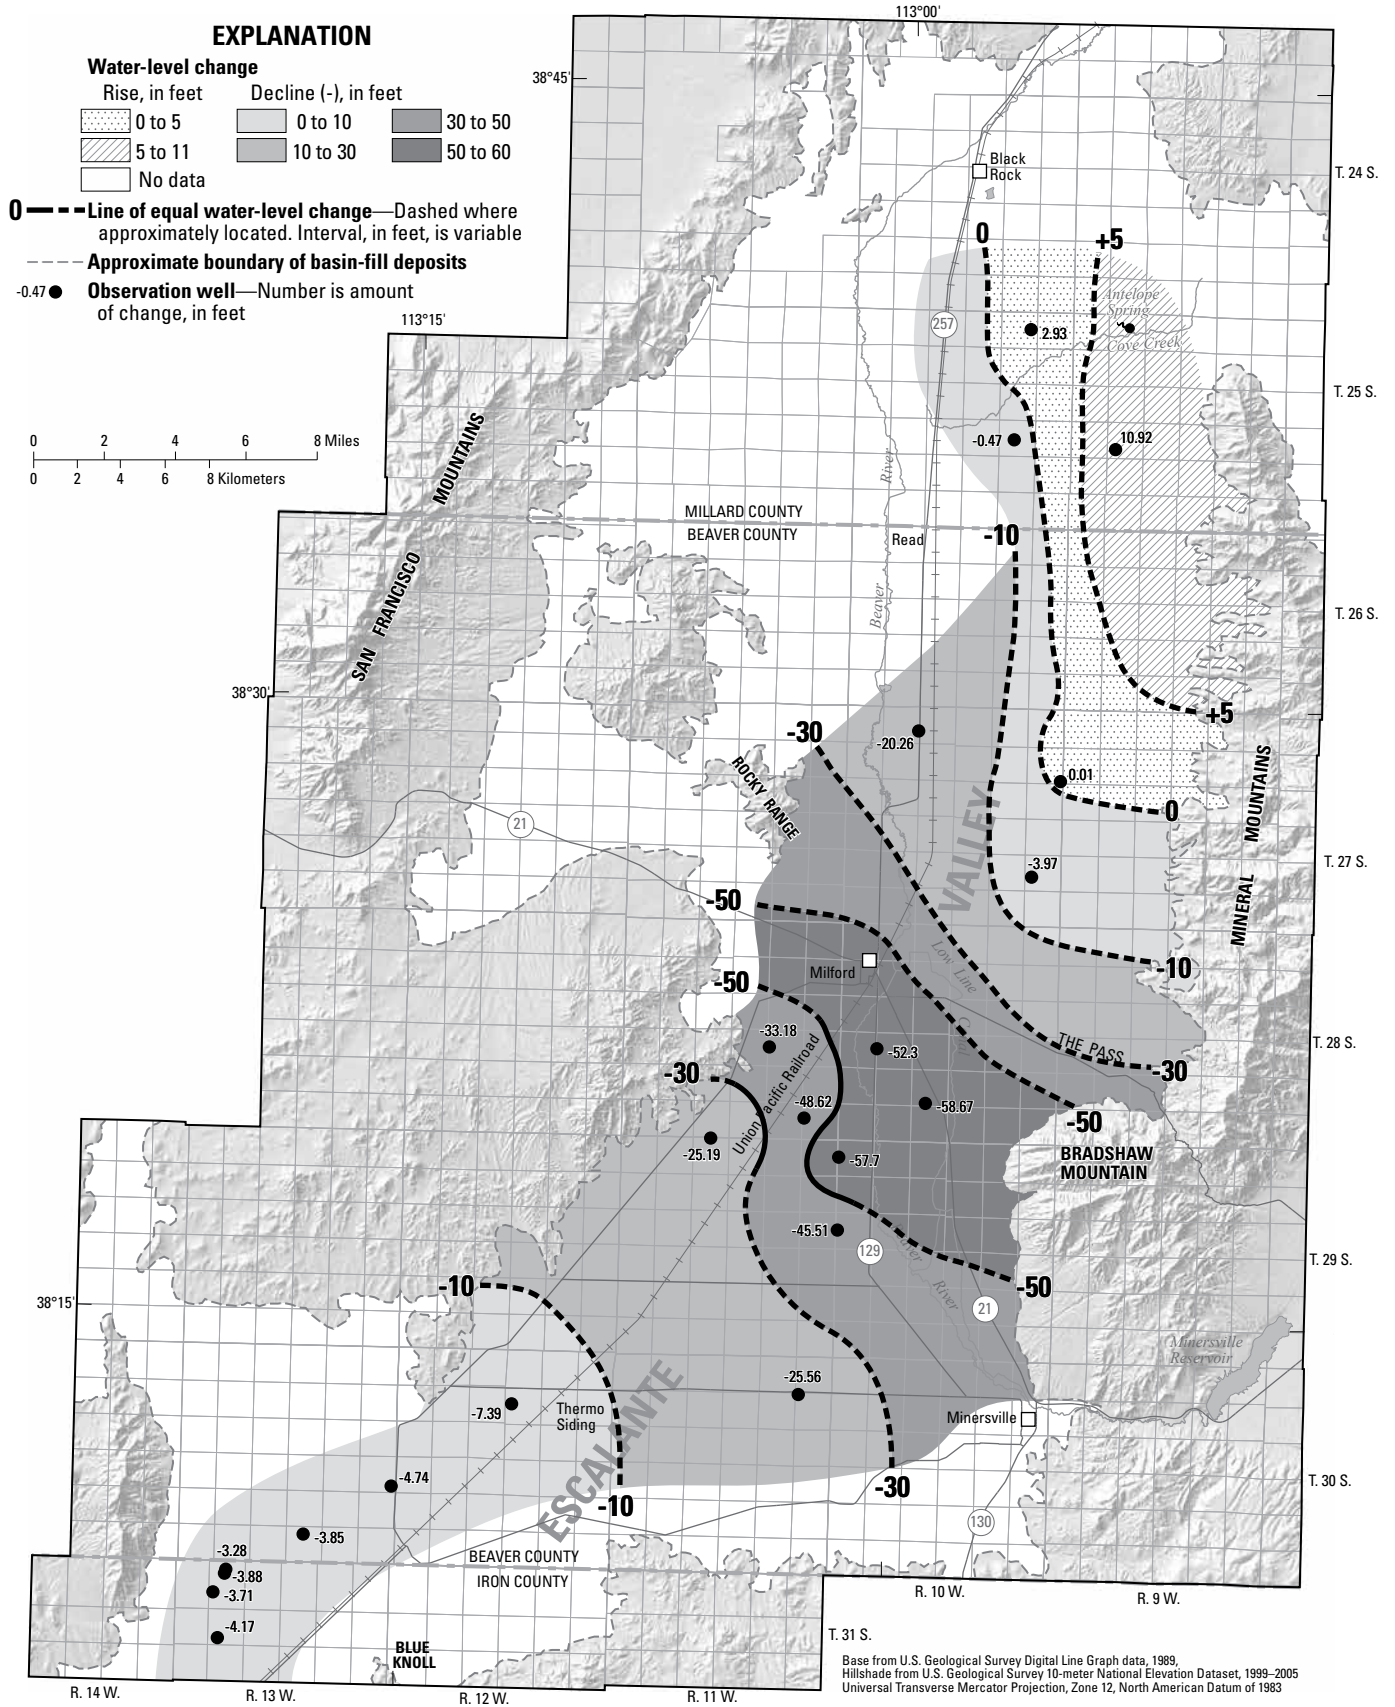 113°00'
EXPLANATION
Water-level change
Rise, in feet
Decline (-), in feet
0 to 5
0 to 10
30 to 50
5 to 11
10 to 30
50 to 60
No data
0
Line of equal water-level change—Dashed where
approximately located. Interval, in feet, is variable
Approximate boundary of basin-fill deposits
-0.47
Observation well—Number is amount
of change, in feet
38°45'
113°15'
0 2 4 6 8 Miles
0 2 4 6 8 Kilometers
Black
Rock
T. 24 S.
0
+5
Antelope
Spring
Cove Creek
257
2.93
T. 25 S.
-0.47
10.92
SAN FRANCISCO MOUNTAINS
River
MILLARD COUNTY
BEAVER COUNTY
Read
-10
Beaver
T. 26 S.
38°30'
-30
-20.26
+5
ROCKY RANGE
0.01
0
21
VALLEY
MINERAL MOUNTAINS
T. 27 S.
-3.97
-50
Low Line
Milford
-10
-50
-33.18
-52.3
THE PASS
T. 28 S.
-30
-30
Union Pacific Railroad
-48.62
-58.67
-50
-25.19
-57.7
BRADSHAW
MOUNTAIN
-45.51
129
River
T. 29 S.
-10
-50
38°15'
21
Minersville
Reservoir
-25.56
-7.39
Thermo
Siding
ESCALANTE
Minersville
-4.74
-10
-30
T. 30 S.
-3.85
130
-3.28
-3.88
-3.71
-4.17
BEAVER COUNTY
IRON COUNTY
R. 10 W.
R. 9 W.
BLUE
KNOLL
T. 31 S.
R. 14 W.
R. 13 W.
R. 12 W.
R. 11 W.
Base from U.S. Geological Survey Digital Line Graph data, 1989,
Hillshade from U.S. Geological Survey 10-meter National Elevation Dataset, 1999–2005
Universal Transverse Mercator Projection, Zone 12, North American Datum of 1983